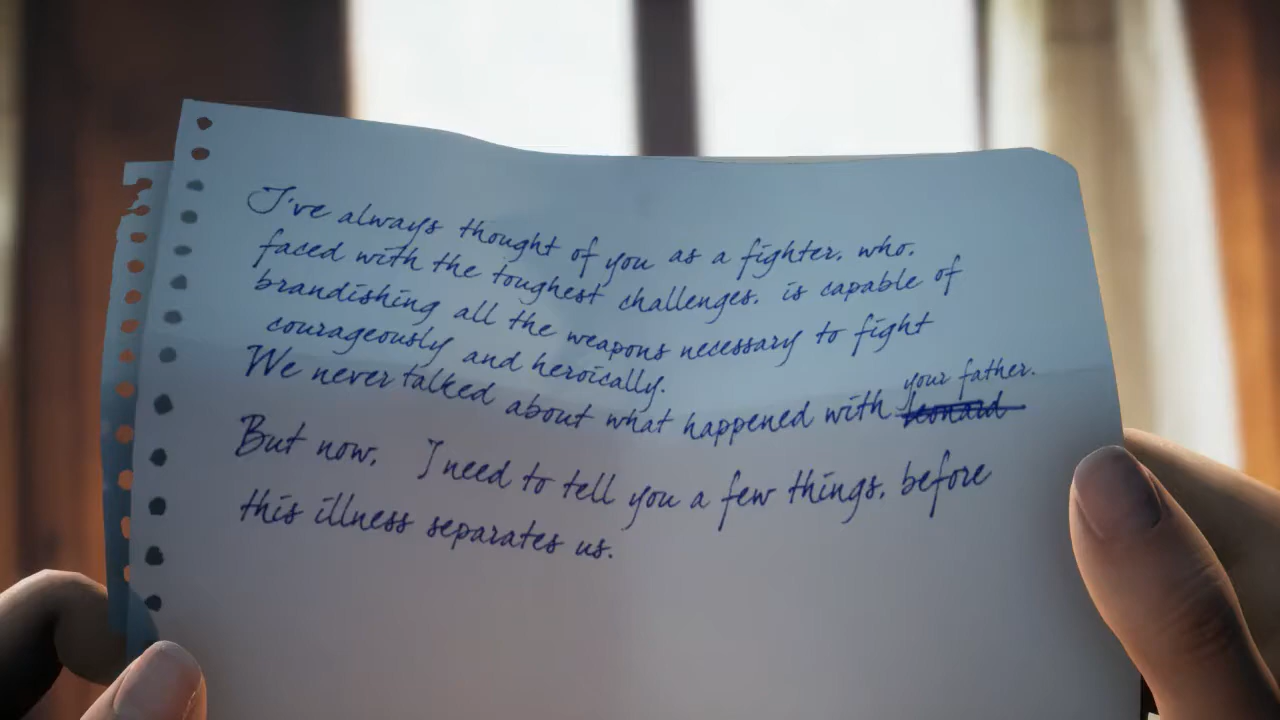 I've always thought of you as a fighter. who.
faced with the toughest challenges. is capable of
brandishing all the weapons necessary to fight
courageously and heroically.
We never talked about what happened with leonard your father.
But now. I need to tell you a few things. before
this illness separates us.